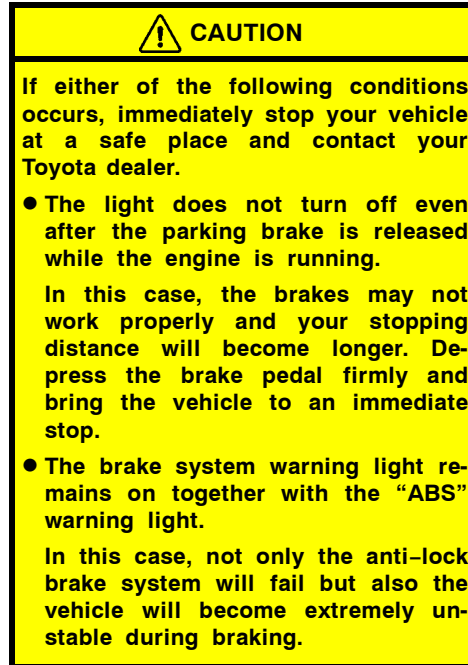 CAUTION
If either of the following conditions
occurs, immediately stop your vehicle
at a safe place and contact your
Toyota dealer.
● The light does not turn off even
after the parking brake is released
while the engine is running.
In this case, the brakes may not
work properly and your stopping
distance will become longer. De-
press the brake pedal firmly and
bring the vehicle to an immediate
stop.
● The brake system warning light re-
mains on together with the “ABS”
warning light.
In this case, not only the anti−lock
brake system will fail but also the
vehicle will become extremely un-
stable during braking.